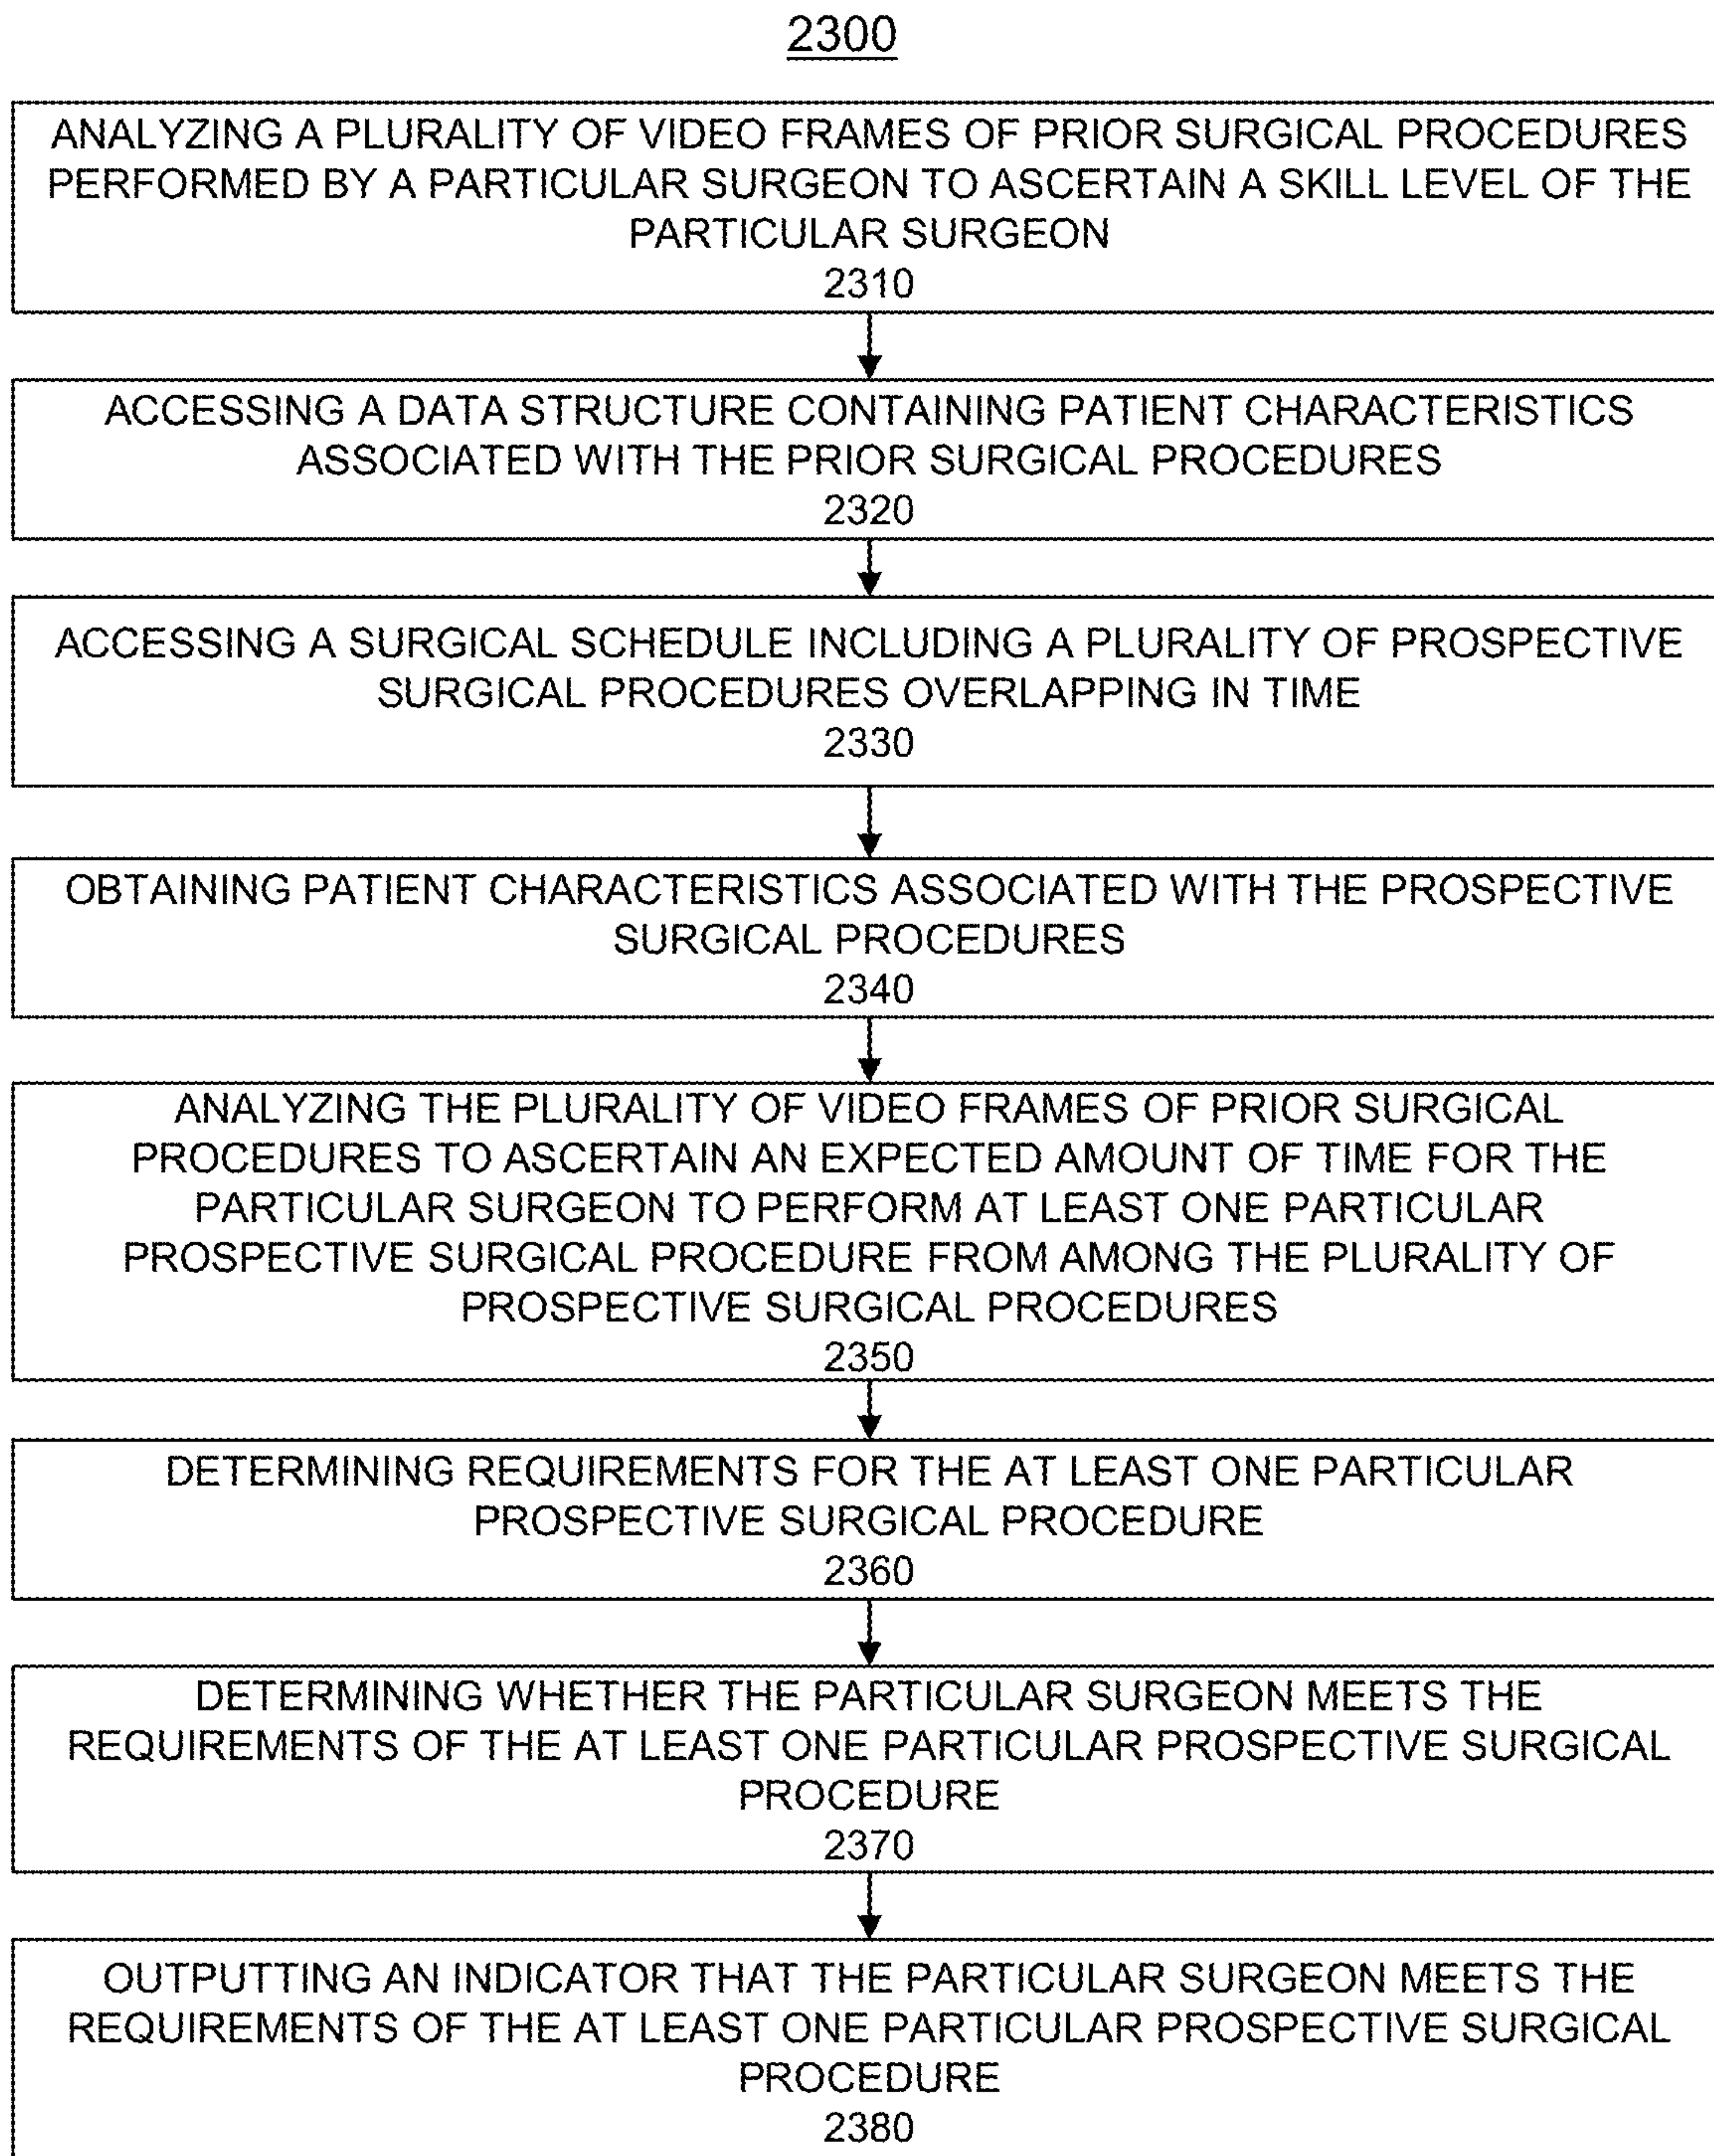 2300
ANALYZING A PLURALITY OF VIDEO FRAMES OF PRIOR SURGICAL PROCEDURES
PERFORMED BY A PARTICULAR SURGEON TO ASCERTAIN A SKILL LEVEL OF THE
PARTICULAR SURGEON
2310
ACCESSING A DATA STRUCTURE CONTAINING PATIENT CHARACTERISTICS
ASSOCIATED WITH THE PRIOR SURGICAL PROCEDURES
2320
ACCESSING A SURGICAL SCHEDULE INCLUDING A PLURALITY OF PROSPECTIVE
SURGICAL PROCEDURES OVERLAPPING IN TIME
2330
OBTAINING PATIENT CHARACTERISTICS ASSOCIATED WITH THE PROSPECTIVE
SURGICAL PROCEDURES
2340
ANALYZING THE PLURALITY OF VIDEO FRAMES OF PRIOR SURGICAL
PROCEDURES TO ASCERTAIN AN EXPECTED AMOUNT OF TIME FOR THE
PARTICULAR SURGEON TO PERFORM AT LEAST ONE PARTICULAR
PROSPECTIVE SURGICAL PROCEDURE FROM AMONG THE PLURALITY OF
PROSPECTIVE SURGICAL PROCEDURES
2350
DETERMINING REQUIREMENTS FOR THE AT LEAST ONE PARTICULAR
PROSPECTIVE SURGICAL PROCEDURE
2360
DETERMINING WHETHER THE PARTICULAR SURGEON MEETS THE
REQUIREMENTS OF THE AT LEAST ONE PARTICULAR PROSPECTIVE SURGICAL
PROCEDURE
2370
OUTPUTTING AN INDICATOR THAT THE PARTICULAR SURGEON MEETS THE
REQUIREMENTS OF THE AT LEAST ONE PARTICULAR PROSPECTIVE SURGICAL
PROCEDURE
2380